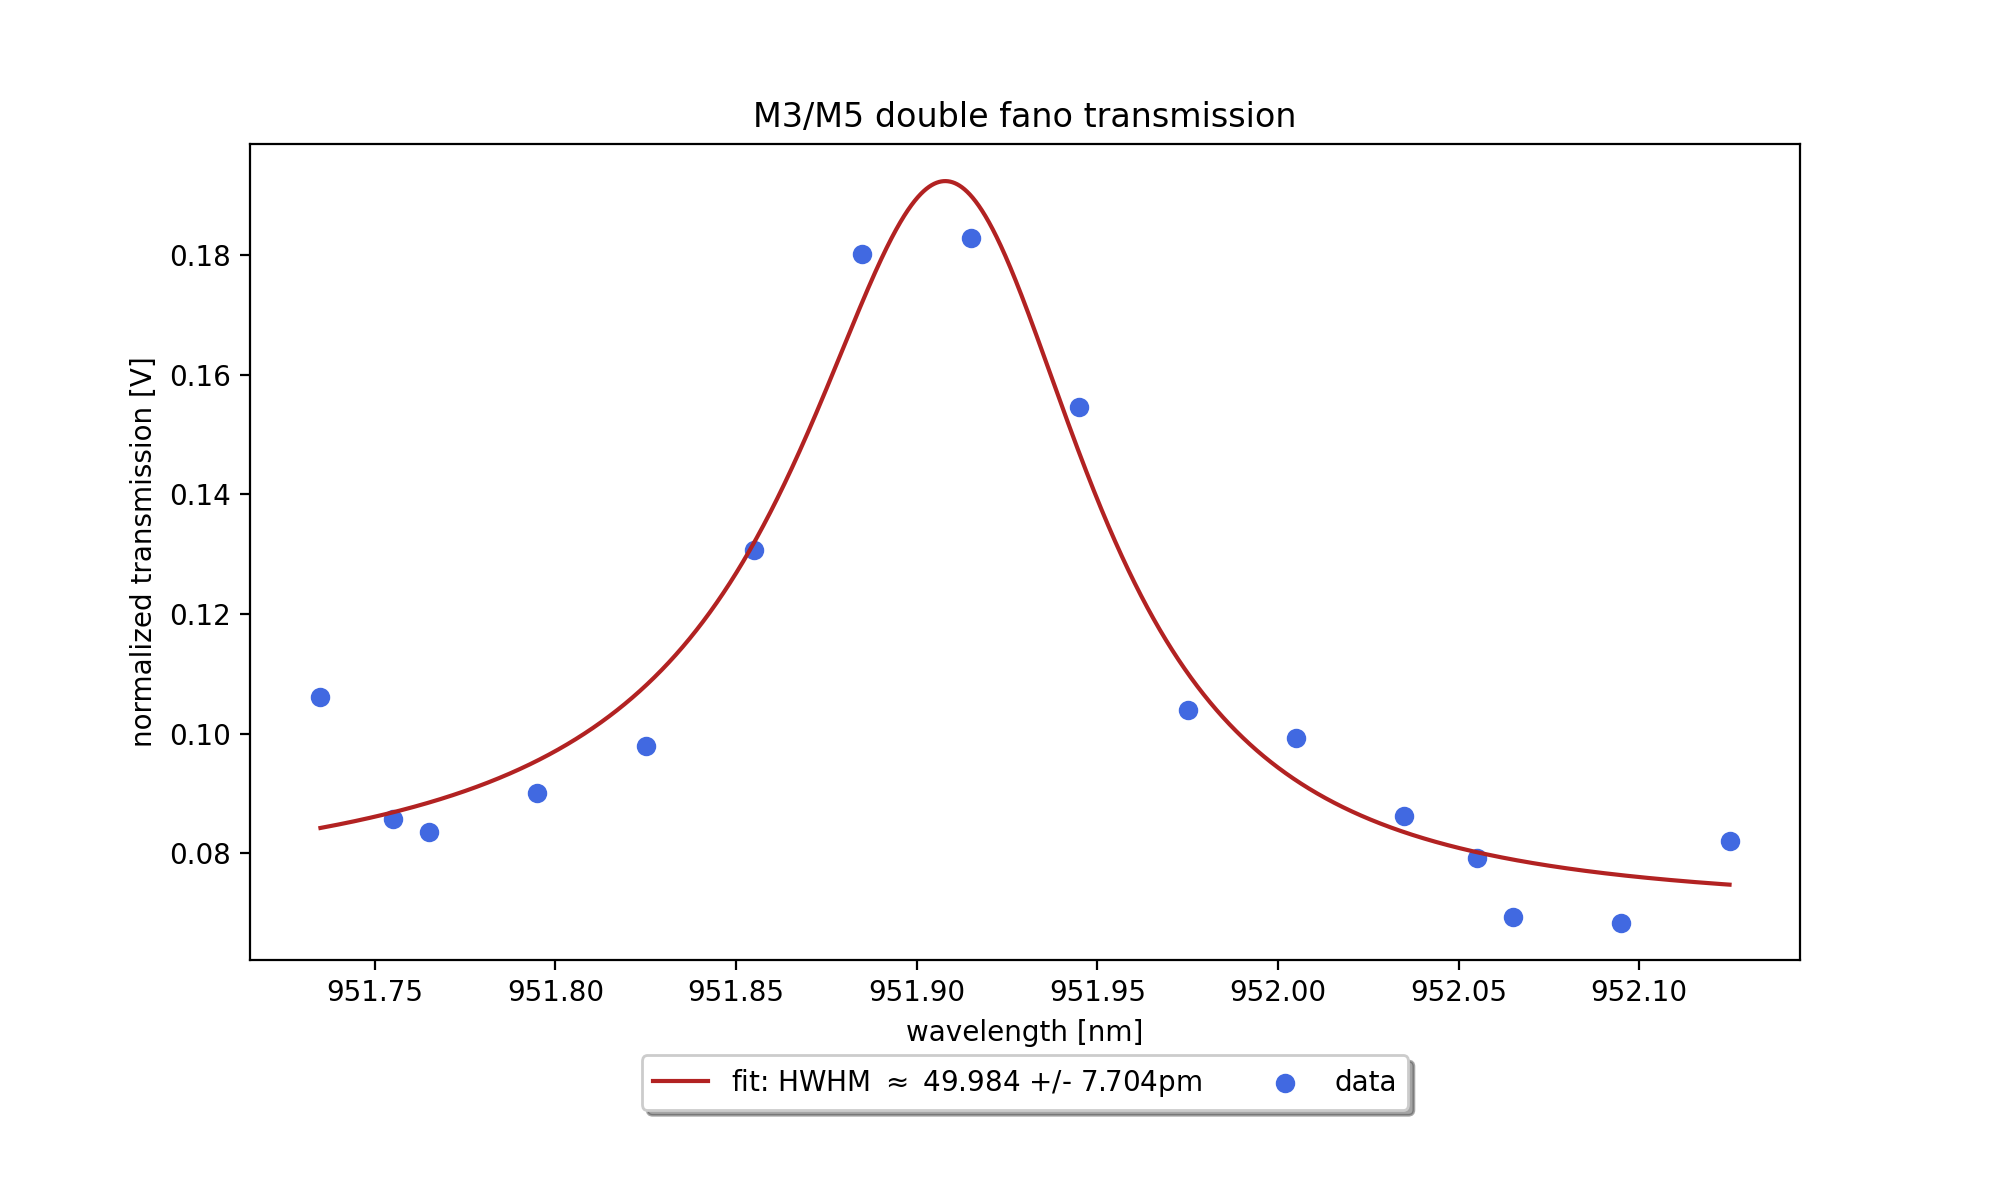 M3/M5 double fano transmission
normalized transmission [V]
0.18
0.16
0.14
0.12
0.10
0.08
951.75 951.80 951.85 951.90 951.95 952.00 952.05 952.10
wavelength [nm]
fit: HWHM ≈ 49.984 +/- 7.704pm data